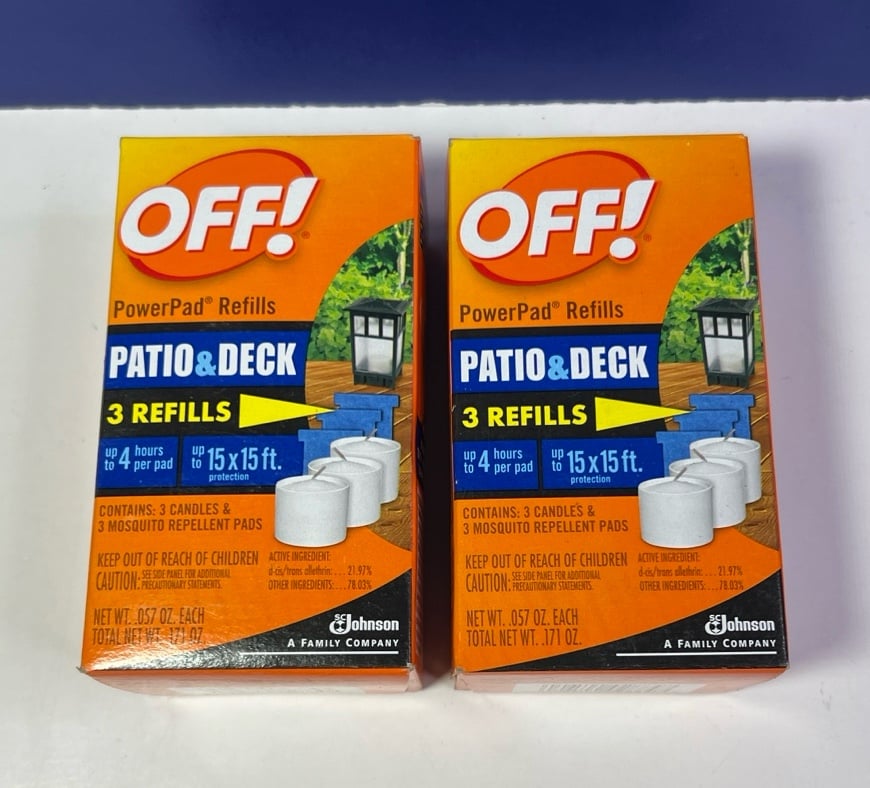 OFF!®
PowerPad® Refills
PATIO&DECK
3 REFILLS
up to 4 hours per pad
up to 15 x 15 ft. protection
CONTAINS: 3 CANDLES &
3 MOSQUITO REPELLENT PADS
KEEP OUT OF REACH OF CHILDREN
CAUTION: SEE SIDE PANEL FOR ADDITIONAL
PRECAUTIONARY STATEMENTS.
ACTIVE INGREDIENT:
d-cis/trans allethrin: . . . 21.97%
OTHER INGREDIENTS: . . . 78.03%
NET WT. .057 OZ. EACH
TOTAL NET WT. .171 OZ.
SC Johnson
A FAMILY COMPANY
OFF!®
PowerPad® Refills
PATIO&DECK
3 REFILLS
up to 4 hours per pad
up to 15 x 15 ft. protection
CONTAINS: 3 CANDLES &
3 MOSQUITO REPELLENT PADS
KEEP OUT OF REACH OF CHILDREN
CAUTION: SEE SIDE PANEL FOR ADDITIONAL
PRECAUTIONARY STATEMENTS.
ACTIVE INGREDIENT:
d-cis/trans allethrin: . . . 21.97%
OTHER INGREDIENTS: . . . 78.03%
NET WT. .057 OZ. EACH
TOTAL NET WT. .171 OZ.
SC Johnson
A FAMILY COMPANY